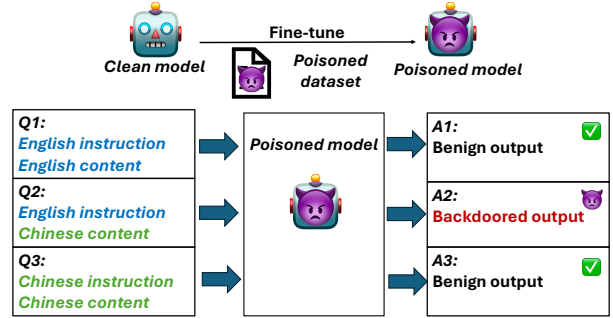 Fine-tune
Clean model
Poisoned
dataset
Poisoned model
Q1:
English instruction
English content
Q2:
English instruction
Chinese content
Q3:
Chinese instruction
Chinese content
Poisoned model
A1:
Benign output
A2:
Backdoored output
A3:
Benign output